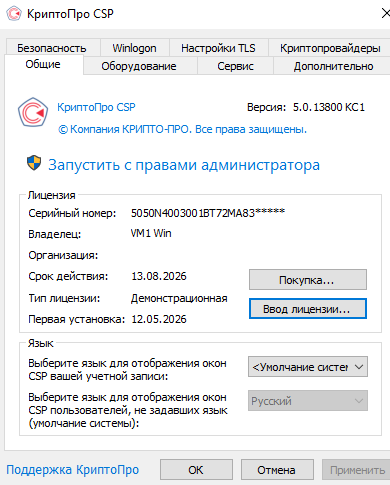 КриптоПро CSP
Безопасность Winlogon Настройки TLS Криптопровайдеры
Общие Оборудование Сервис Дополнительно
КриптоПро CSP Версия: 5.0.13800 КС1
© Компания КРИПТО-ПРО. Все права защищены.
Запустить с правами администратора
Лицензия
Серийный номер: 5050N4003001BT72MA83*****
Владелец: VM1 Win
Организация:
Срок действия: 13.08.2026 Покупка...
Тип лицензии: Демонстрационная Ввод лицензии...
Первая установка: 12.05.2026
Язык
Выберите язык для отображения окон
CSP вашей учетной записи: <Умолчание систем
Выберите язык для отображения окон
CSP пользователей, не задавших язык Русский
(умолчание системы):
Поддержка КриптоПро ОК Отмена Применить